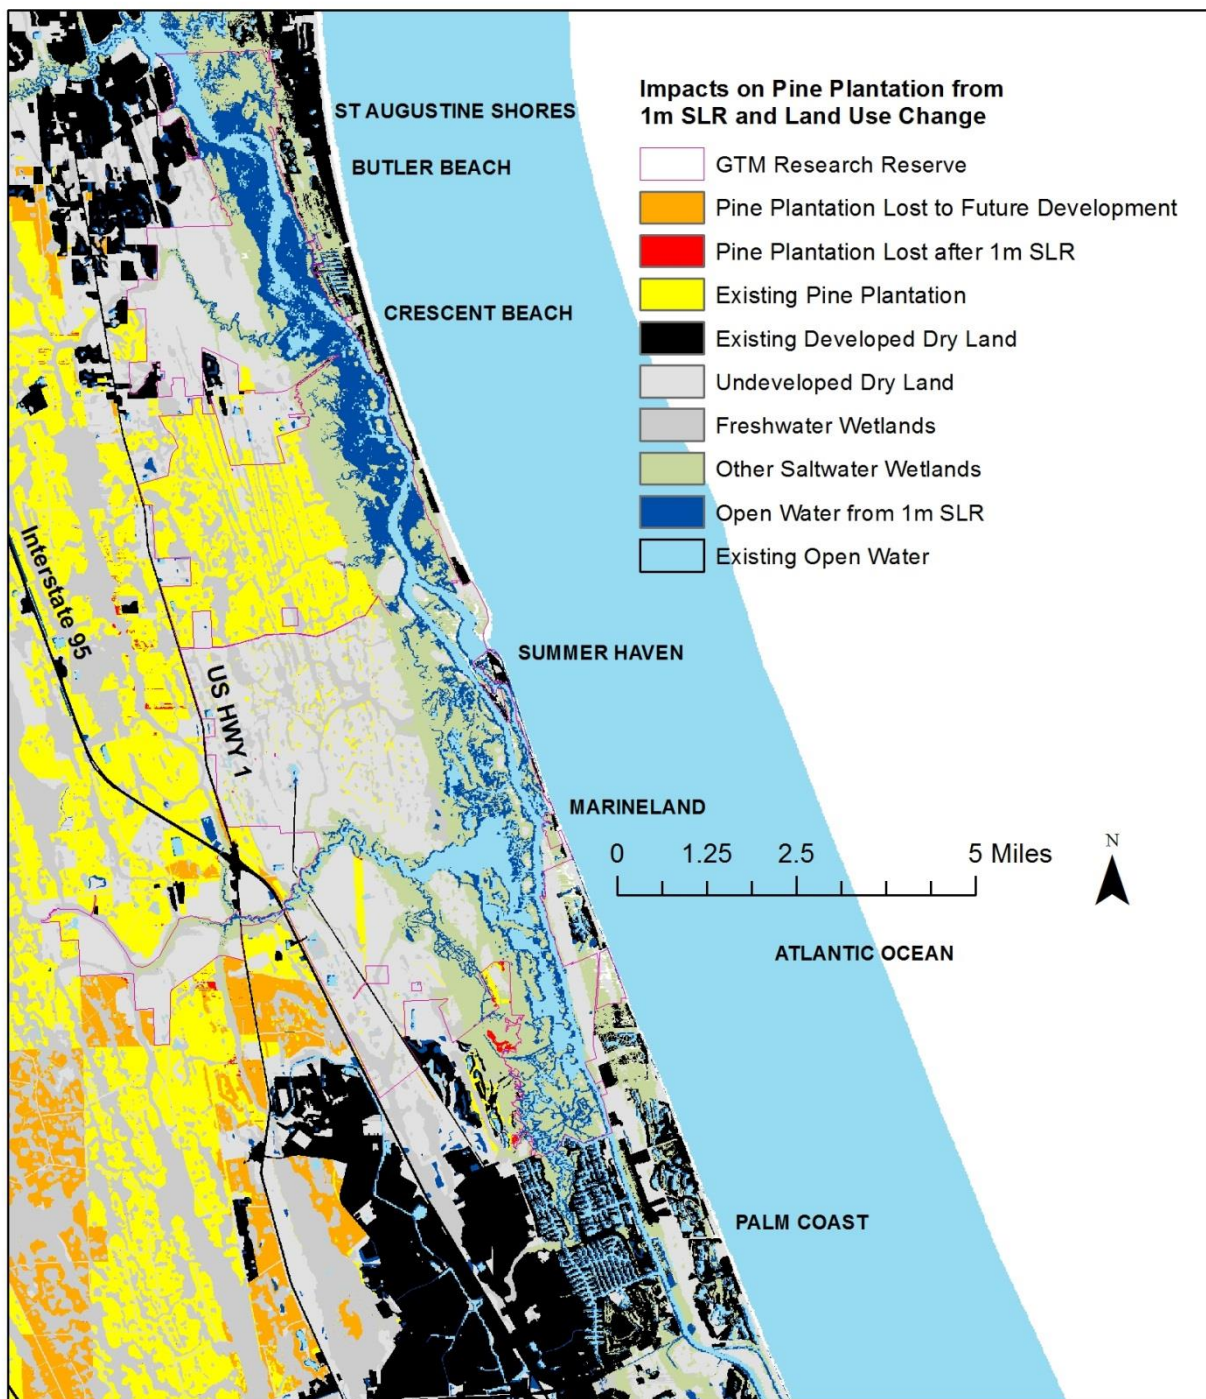 Impacts on Pine Plantation from
1m SLR and Land Use Change
GTM Research Reserve
Pine Plantation Lost to Future Development
Pine Plantation Lost after 1m SLR
Existing Pine Plantation
Existing Developed Dry Land
Undeveloped Dry Land
Freshwater Wetlands
Other Saltwater Wetlands
Open Water from 1m SLR
Existing Open Water
ST AUGUSTINE SHORES
BUTLER BEACH
CRESCENT BEACH
Interstate 95
US HWY 1
SUMMER HAVEN
MARINELAND
0 1.25 2.5 5 Miles
N
ATLANTIC OCEAN
PALM COAST